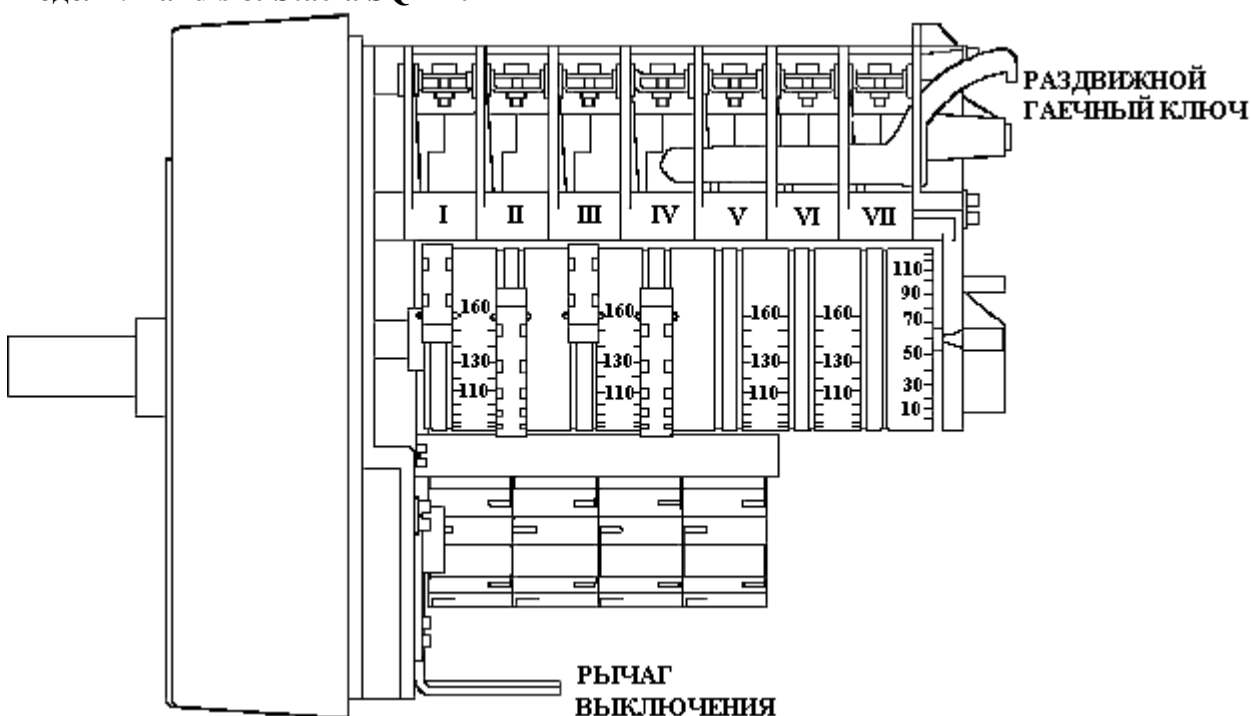 РАЗДВИЖНОЙ
ГАЕЧНЫЙ КЛЮЧ
I II III IV V VI VII
110
90
160 160 160 160 70
130 130 130 130 50
110 110 110 110 30
10
РЫЧАГ
ВЫКЛЮЧЕНИЯ